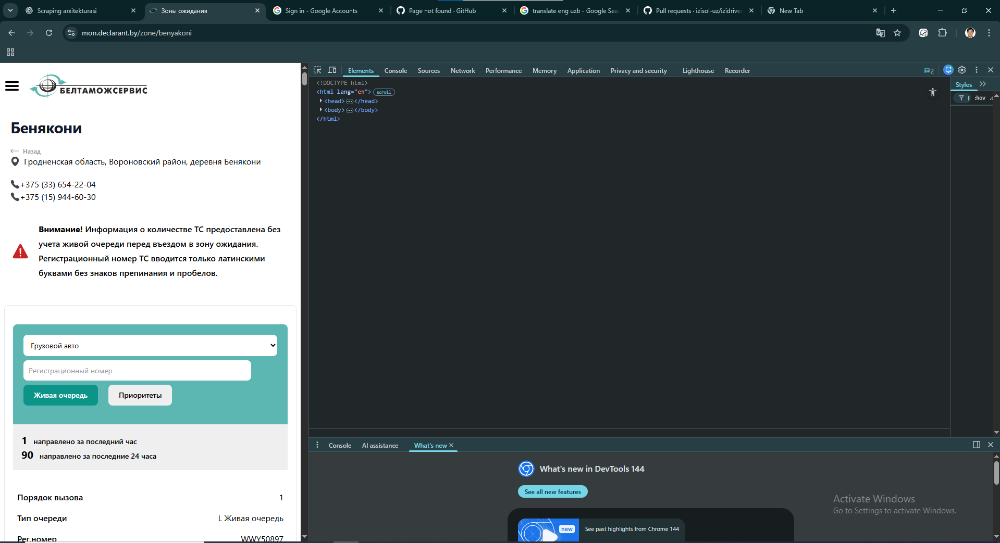 Scraping arxitekturasi
Зоны ожидания
Sign in - Google Accounts
Page not found · GitHub
translate eng uzb - Google Sea
Pull requests · izisol-uz/izidriver
New Tab
mon.declarant.by/zone/benyakoni
БЕЛТАМОЖСЕРВИС
Бенякони
Назад
Гродненская область, Вороновский район, деревня Бенякони
+375 (33) 654-22-04
+375 (15) 944-60-30
Внимание! Информация о количестве ТС предоставлена без
учета живой очереди перед въездом в зону ожидания.
Регистрационный номер ТС вводится только латинскими
буквами без знаков препинания и пробелов.
Грузовой авто
Регистрационный номер
Живая очередь
Приоритеты
1 направлено за последний час
90 направлено за последние 24 часа
Порядок вызова 1
Тип очереди L Живая очередь
Рег.номер WWY50897
Elements Console Sources Network Performance Memory Application Privacy and security Lighthouse Recorder
2
<!DOCTYPE html>
<html lang="en"> scroll
<head> ⋯ </head>
<body> ⋯ </body>
</html>
Styles
F :hov .c
Console AI assistance What's new
What's new in DevTools 144
See all new features
new
See past highlights from Chrome 144
Activate Windows
Go to Settings to activate Windows.